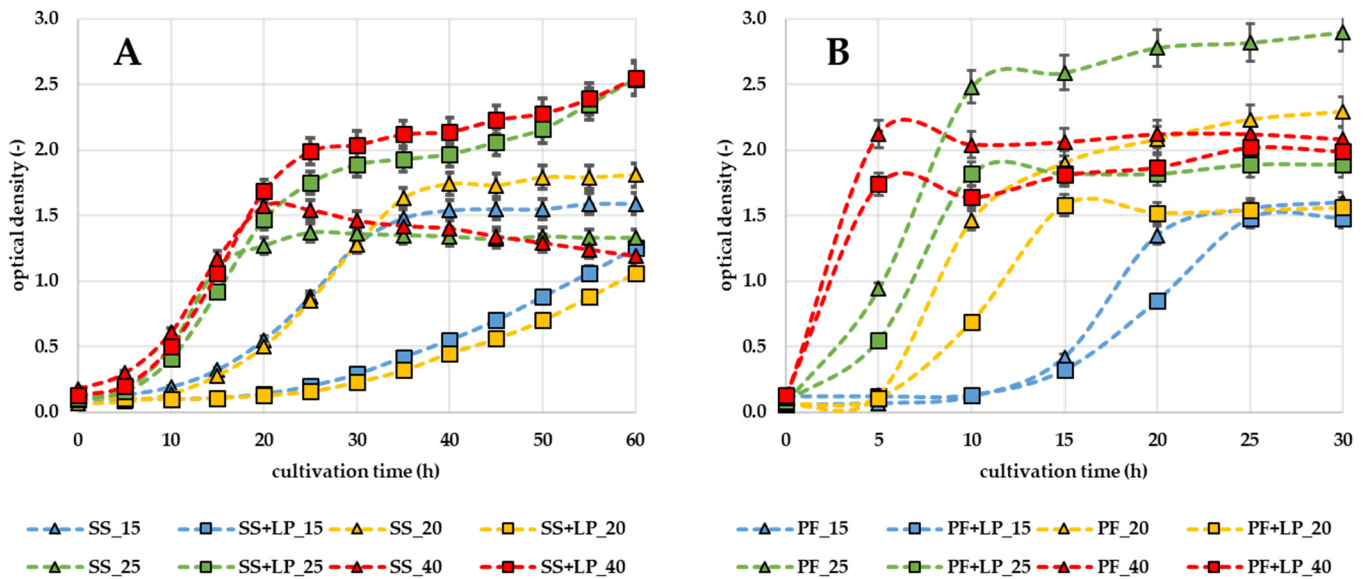 A
B
optical density (-)
3.0
2.5
2.0
1.5
1.0
0.5
0.0
0 10 20 30 40 50 60
cultivation time (h)
optical density (-)
3.0
2.5
2.0
1.5
1.0
0.5
0.0
0 5 10 15 20 25 30
cultivation time (h)
SS_15 SS+LP_15 SS_20 SS+LP_20
SS_25 SS+LP_25 SS_40 SS+LP_40
PF_15 PF+LP_15 PF_20 PF+LP_20
PF_25 PF+LP_25 PF_40 PF+LP_40